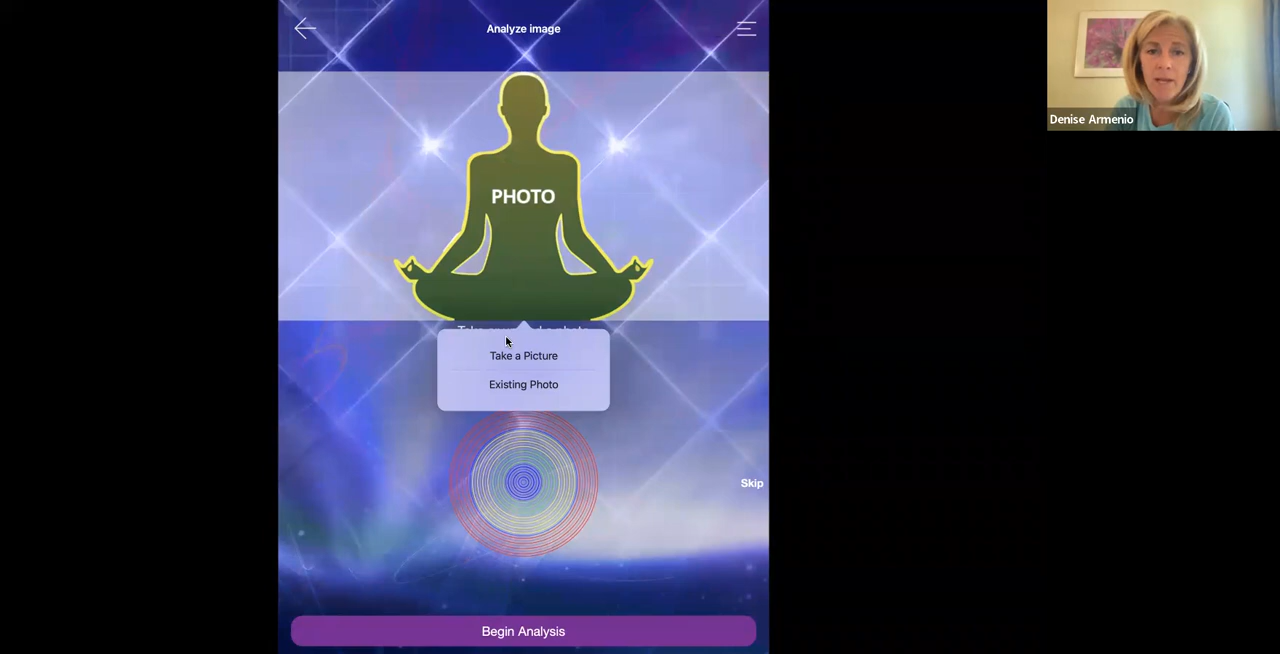 Analyze image
Denise Armenio
PHOTO
Take a Picture
Existing Photo
Skip
Begin Analysis